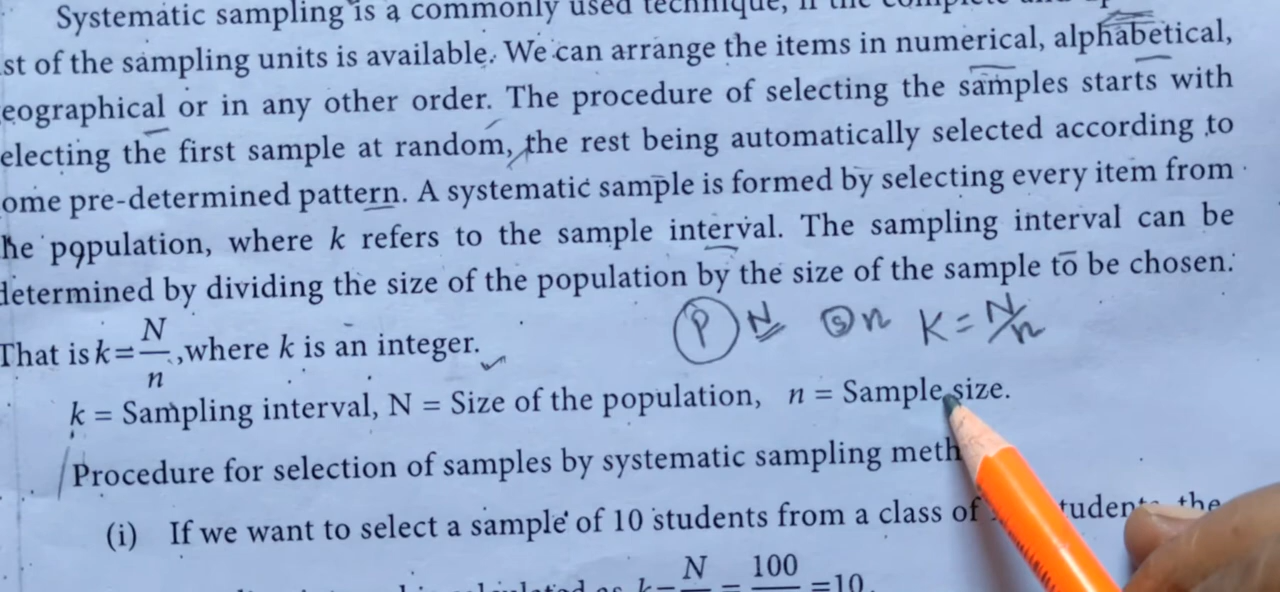 Systematic sampling is a commonly used technique, if the complete and
st of the sampling units is available. We can arrange the items in numerical, alphabetical,
eographical or in any other order. The procedure of selecting the samples starts with
electing the first sample at random, the rest being automatically selected according to
ome pre-determined pattern. A systematic sample is formed by selecting every item from
he population, where k refers to the sample interval. The sampling interval can be
determined by dividing the size of the population by the size of the sample to be chosen.
P N S n K = N/n
That is k = N/n , where k is an integer.
k = Sampling interval, N = Size of the population, n = Sample size.
Procedure for selection of samples by systematic sampling meth
(i) If we want to select a sample of 10 students from a class of tudents the
k = N = 100 =10